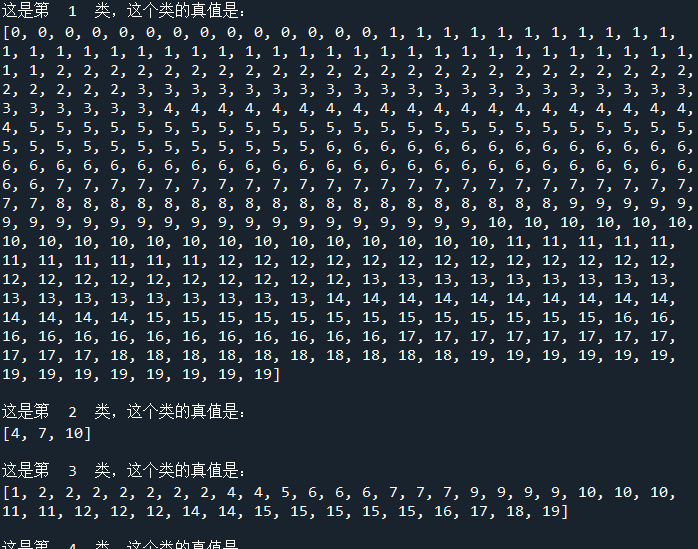 这是第  1  类，这个类的真值是：
[0, 0, 0, 0, 0, 0, 0, 0, 0, 0, 0, 0, 0, 0, 1, 1, 1, 1, 1, 1, 1, 1, 1, 1, 1,
1, 1, 1, 1, 1, 1, 1, 1, 1, 1, 1, 1, 1, 1, 1, 1, 1, 1, 1, 1, 1, 1, 1, 1, 1, 1,
1, 1, 2, 2, 2, 2, 2, 2, 2, 2, 2, 2, 2, 2, 2, 2, 2, 2, 2, 2, 2, 2, 2, 2, 2, 2,
2, 2, 2, 2, 2, 3, 3, 3, 3, 3, 3, 3, 3, 3, 3, 3, 3, 3, 3, 3, 3, 3, 3, 3, 3, 3,
3, 3, 3, 3, 3, 3, 4, 4, 4, 4, 4, 4, 4, 4, 4, 4, 4, 4, 4, 4, 4, 4, 4, 4, 4, 4,
4, 5, 5, 5, 5, 5, 5, 5, 5, 5, 5, 5, 5, 5, 5, 5, 5, 5, 5, 5, 5, 5, 5, 5, 5, 5,
5, 5, 5, 5, 5, 5, 5, 5, 5, 5, 5, 5, 6, 6, 6, 6, 6, 6, 6, 6, 6, 6, 6, 6, 6, 6,
6, 6, 6, 6, 6, 6, 6, 6, 6, 6, 6, 6, 6, 6, 6, 6, 6, 6, 6, 6, 6, 6, 6, 6, 6, 6,
6, 6, 7, 7, 7, 7, 7, 7, 7, 7, 7, 7, 7, 7, 7, 7, 7, 7, 7, 7, 7, 7, 7, 7, 7, 7,
7, 7, 8, 8, 8, 8, 8, 8, 8, 8, 8, 8, 8, 8, 8, 8, 8, 8, 8, 8, 8, 9, 9, 9, 9, 9,
9, 9, 9, 9, 9, 9, 9, 9, 9, 9, 9, 9, 9, 9, 9, 9, 9, 9, 10, 10, 10, 10, 10, 10,
10, 10, 10, 10, 10, 10, 10, 10, 10, 10, 10, 10, 10, 10, 11, 11, 11, 11, 11,
11, 11, 11, 11, 11, 11, 12, 12, 12, 12, 12, 12, 12, 12, 12, 12, 12, 12, 12,
12, 12, 12, 12, 12, 12, 12, 12, 12, 12, 13, 13, 13, 13, 13, 13, 13, 13, 13,
13, 13, 13, 13, 13, 13, 13, 13, 13, 14, 14, 14, 14, 14, 14, 14, 14, 14, 14,
14, 14, 14, 14, 15, 15, 15, 15, 15, 15, 15, 15, 15, 15, 15, 15, 15, 16, 16,
16, 16, 16, 16, 16, 16, 16, 16, 16, 16, 16, 17, 17, 17, 17, 17, 17, 17, 17,
17, 17, 17, 18, 18, 18, 18, 18, 18, 18, 18, 18, 18, 19, 19, 19, 19, 19, 19,
19, 19, 19, 19, 19, 19, 19, 19]
这是第  2  类，这个类的真值是：
[4, 7, 10]
这是第  3  类，这个类的真值是：
[1, 2, 2, 2, 2, 2, 2, 2, 4, 4, 5, 6, 6, 6, 7, 7, 7, 9, 9, 9, 9, 10, 10, 10,
11, 11, 12, 12, 12, 14, 14, 15, 15, 15, 15, 15, 16, 17, 18, 19]
这是第  4  类，这个类的真值是